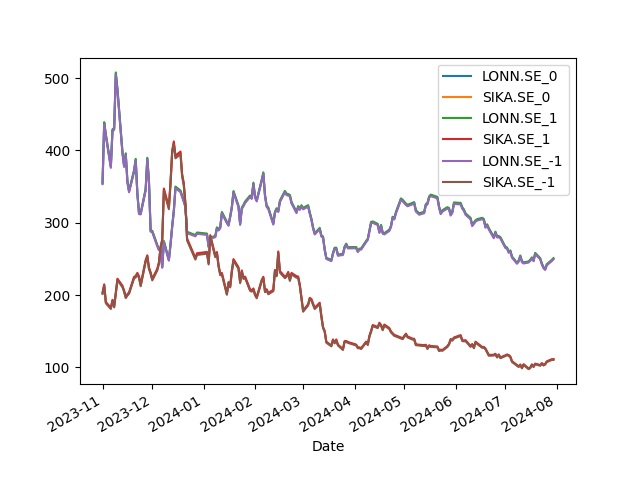 500
400
300
200
100
LONN.SE_0
SIKA.SE_0
LONN.SE_1
SIKA.SE_1
LONN.SE_-1
SIKA.SE_-1
2023-11
2023-12
2024-01
2024-02
2024-03
2024-04
2024-05
2024-06
2024-07
2024-08
Date